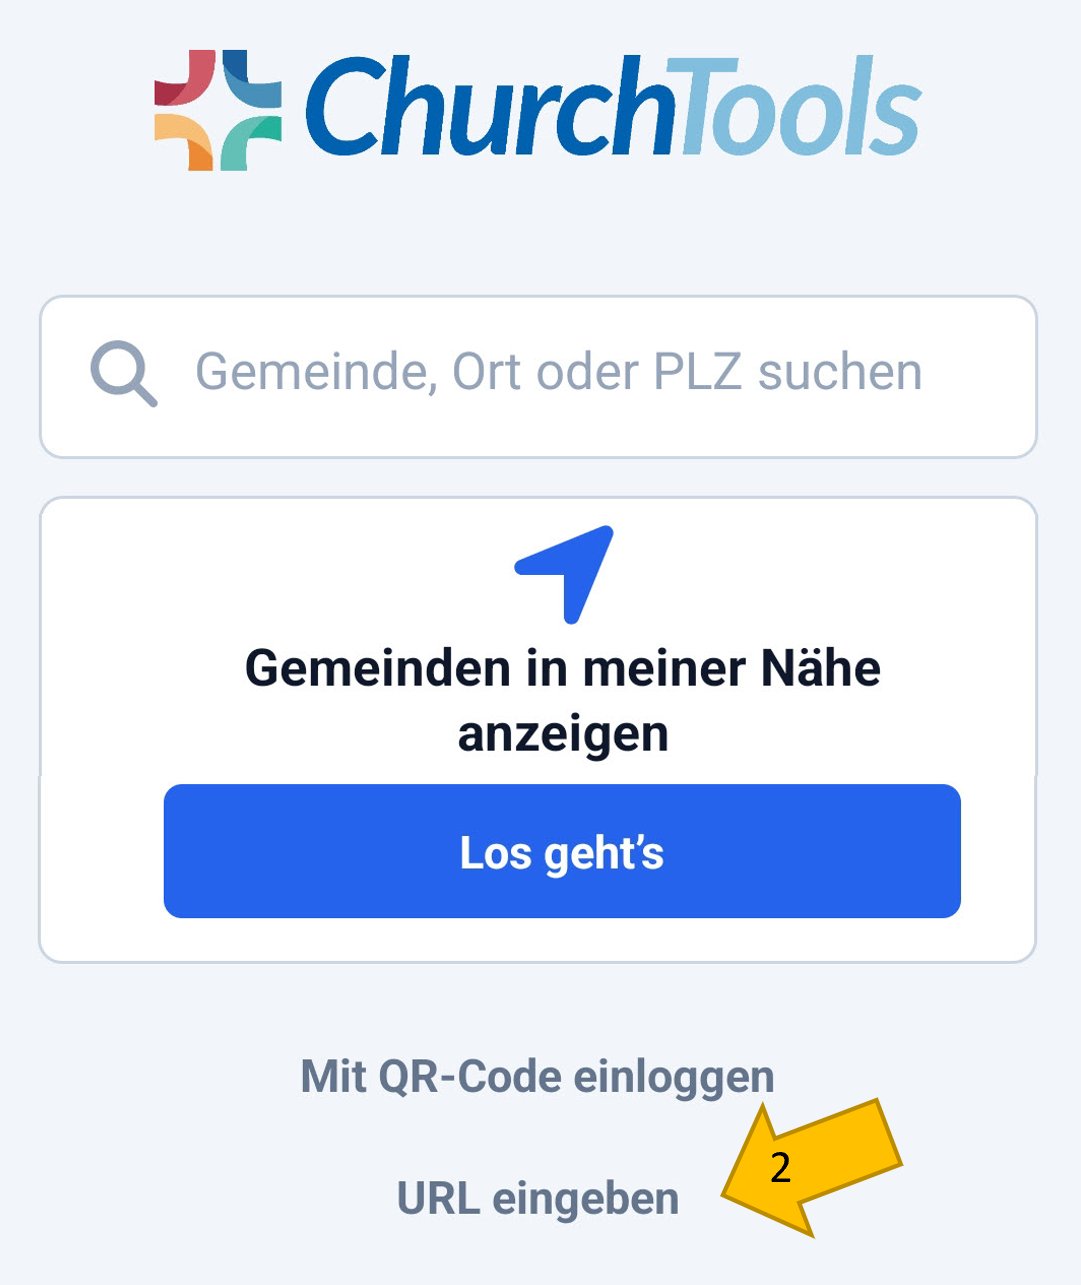 ChurchTools
Gemeinde, Ort oder PLZ suchen
Gemeinden in meiner Nähe
anzeigen
Los geht’s
Mit QR-Code einloggen
2
URL eingeben